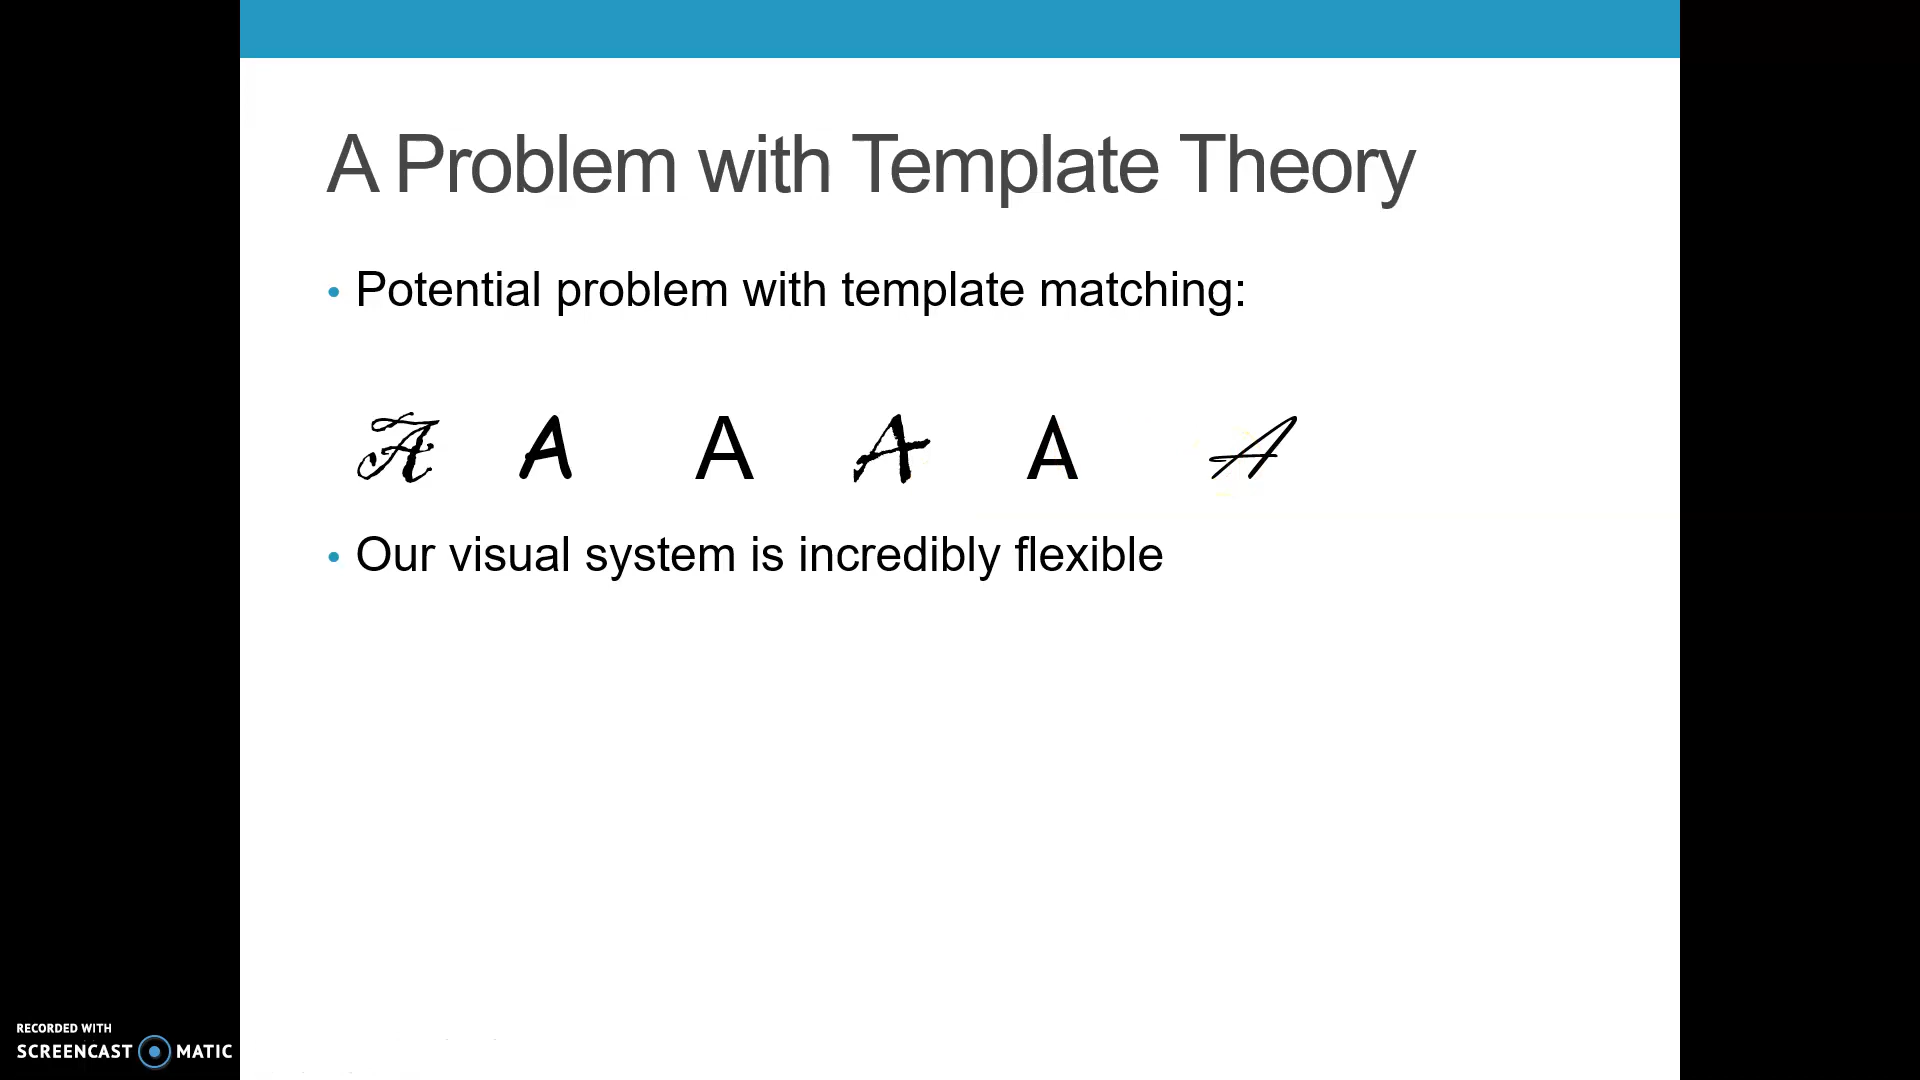 A Problem with Template Theory
• Potential problem with template matching:
A A A A A A
• Our visual system is incredibly flexible
RECORDED WITH
SCREENCAST MATIC